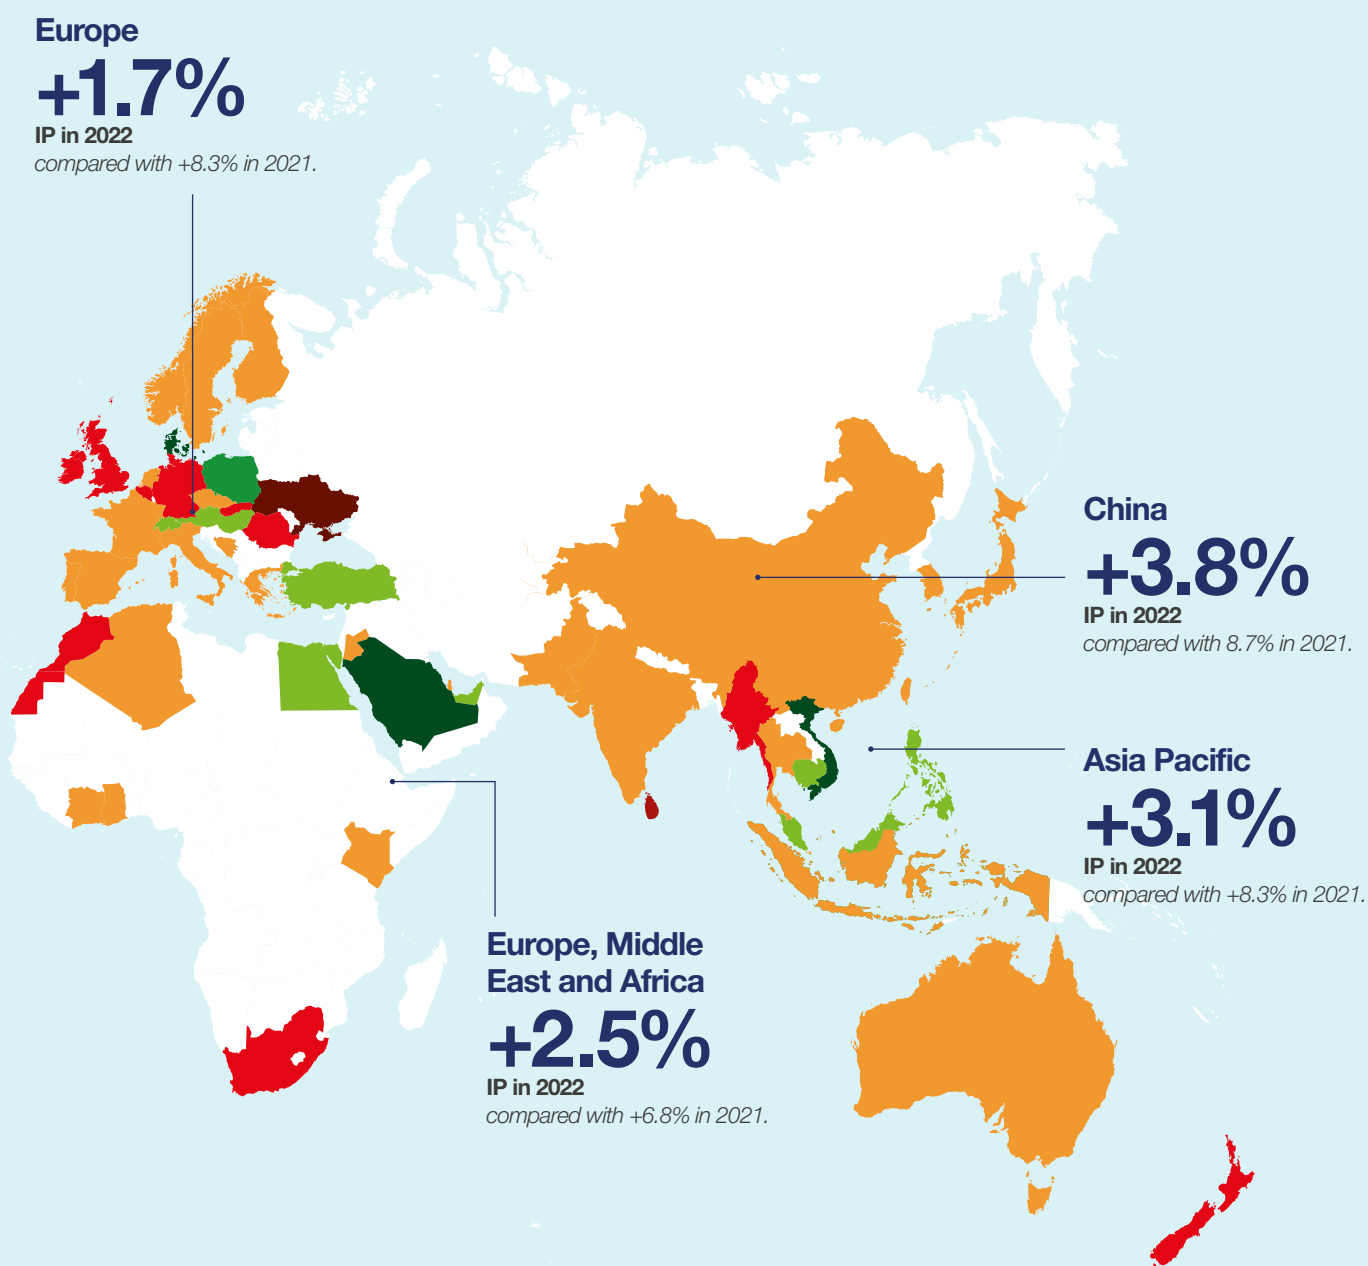 Europe
+1.7%
IP in 2022
compared with +8.3% in 2021.
China
+3.8%
IP in 2022
compared with 8.7% in 2021.
Asia Pacific
+3.1%
IP in 2022
compared with +8.3% in 2021.
Europe, Middle
East and Africa
+2.5%
IP in 2022
compared with +6.8% in 2021.